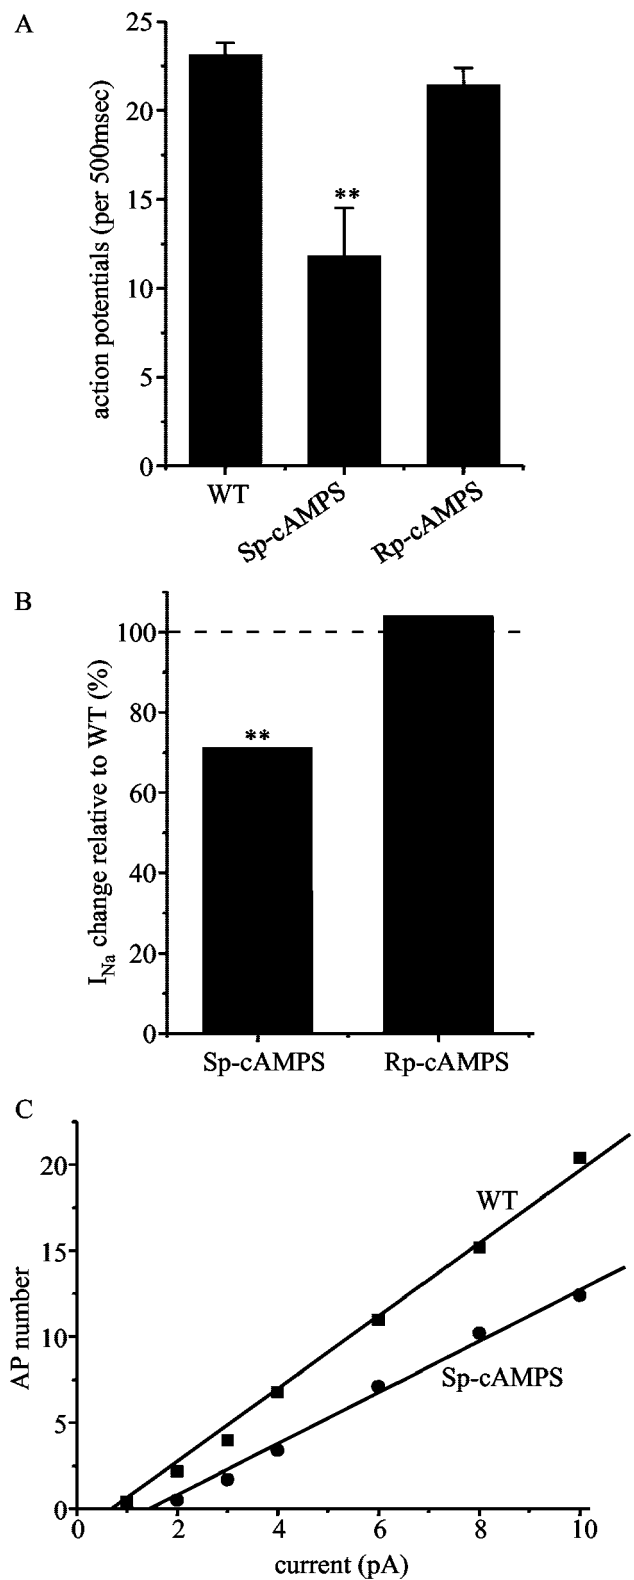 A
action potentials (per 500msec)
25
20
15
10
5
0
**
WT
Sp-cAMPS
Rp-cAMPS
B
I_Na change relative to WT (%)
100
80
60
40
20
0
**
Sp-cAMPS
Rp-cAMPS
C
AP number
20
15
10
5
0
WT
Sp-cAMPS
0 2 4 6 8 10
current (pA)